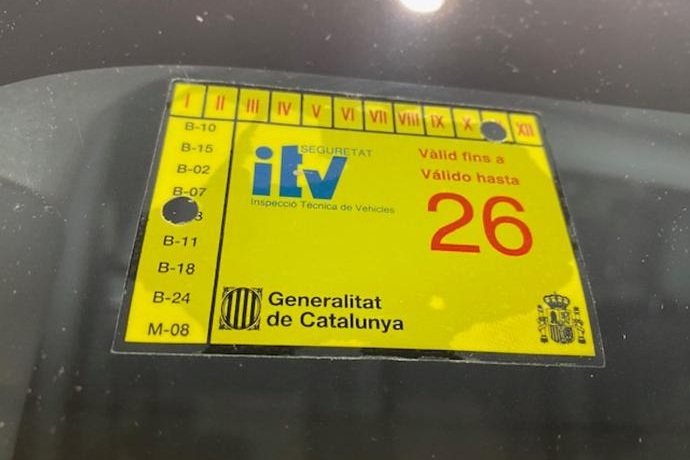 I II III IV V VI VII VIII IX X XII
B-10
B-15
B-02
B-07
B-11
B-18
B-24
M-08
SEGURETAT
itv
Inspecció Tècnica de Vehicles
Vàlid fins a
Válido hasta
26
Generalitat
de Catalunya